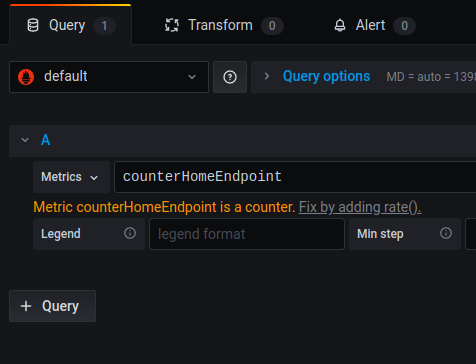 Query 1 Transform 0 Alert 0
default ? > Query options MD = auto = 139
A
Metrics counterHomeEndpoint
Metric counterHomeEndpoint is a counter. Fix by adding rate().
Legend legend format Min step
+ Query